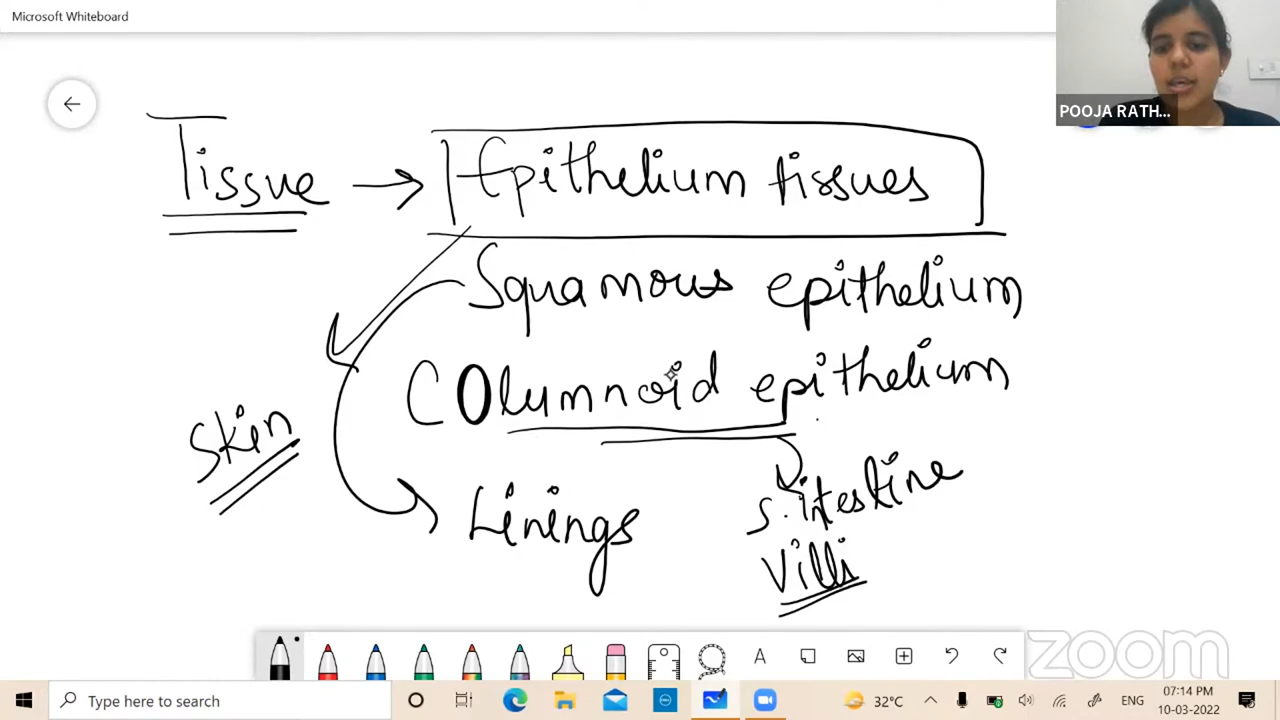 Microsoft Whiteboard
POOJA RATH...
Tissue → Epithelium tissues
Squamous epithelium
COlumnoid epithelium
Skin
Linings
S. intestine
Villi
A
zoom
Type here to search
32°C
ENG
07:14 PM
10-03-2022